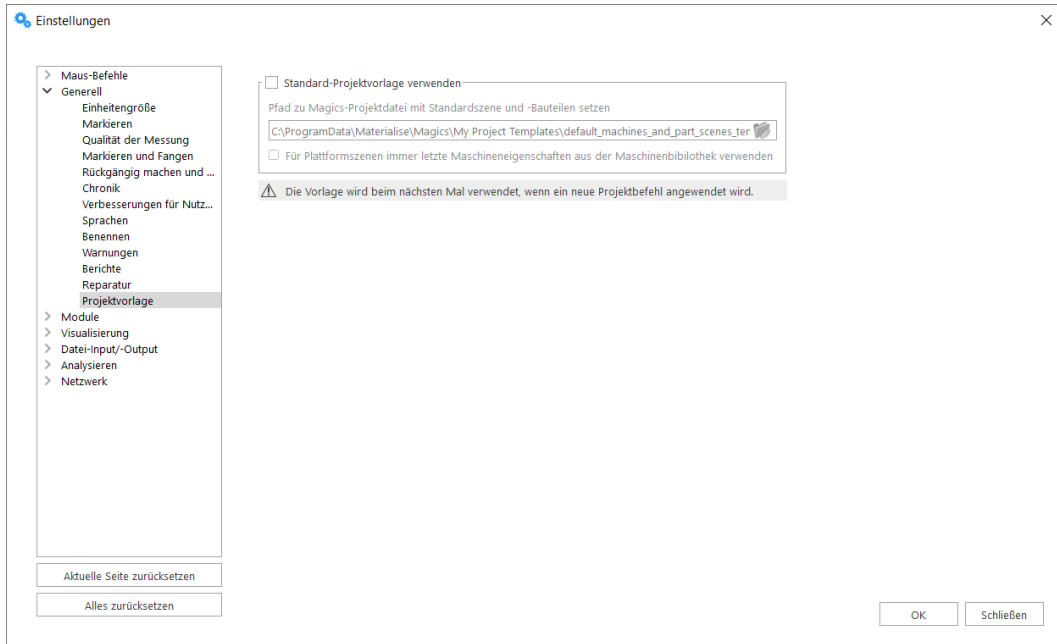 Einstellungen
Maus-Befehle
Generell
Einheitengröße
Markieren
Qualität der Messung
Markieren und Fangen
Rückgängig machen und ...
Chronik
Verbesserungen für Nutz...
Sprachen
Benennen
Warnungen
Berichte
Reparatur
Projektvorlage
Module
Visualisierung
Datei-Input/-Output
Analysieren
Netzwerk
Aktuelle Seite zurücksetzen
Alles zurücksetzen
Standard-Projektvorlage verwenden
Pfad zu Magics-Projektdatei mit Standardszene und -Bauteilen setzen
C:\ProgramData\Materialise\Magics\My Project Templates\default_machines_and_part_scenes_ter
Für Plattformszenen immer letzte Maschineneigenschaften aus der Maschinenbibilothek verwenden
Die Vorlage wird beim nächsten Mal verwendet, wenn ein neue Projektbefehl angewendet wird.
OK
Schließen